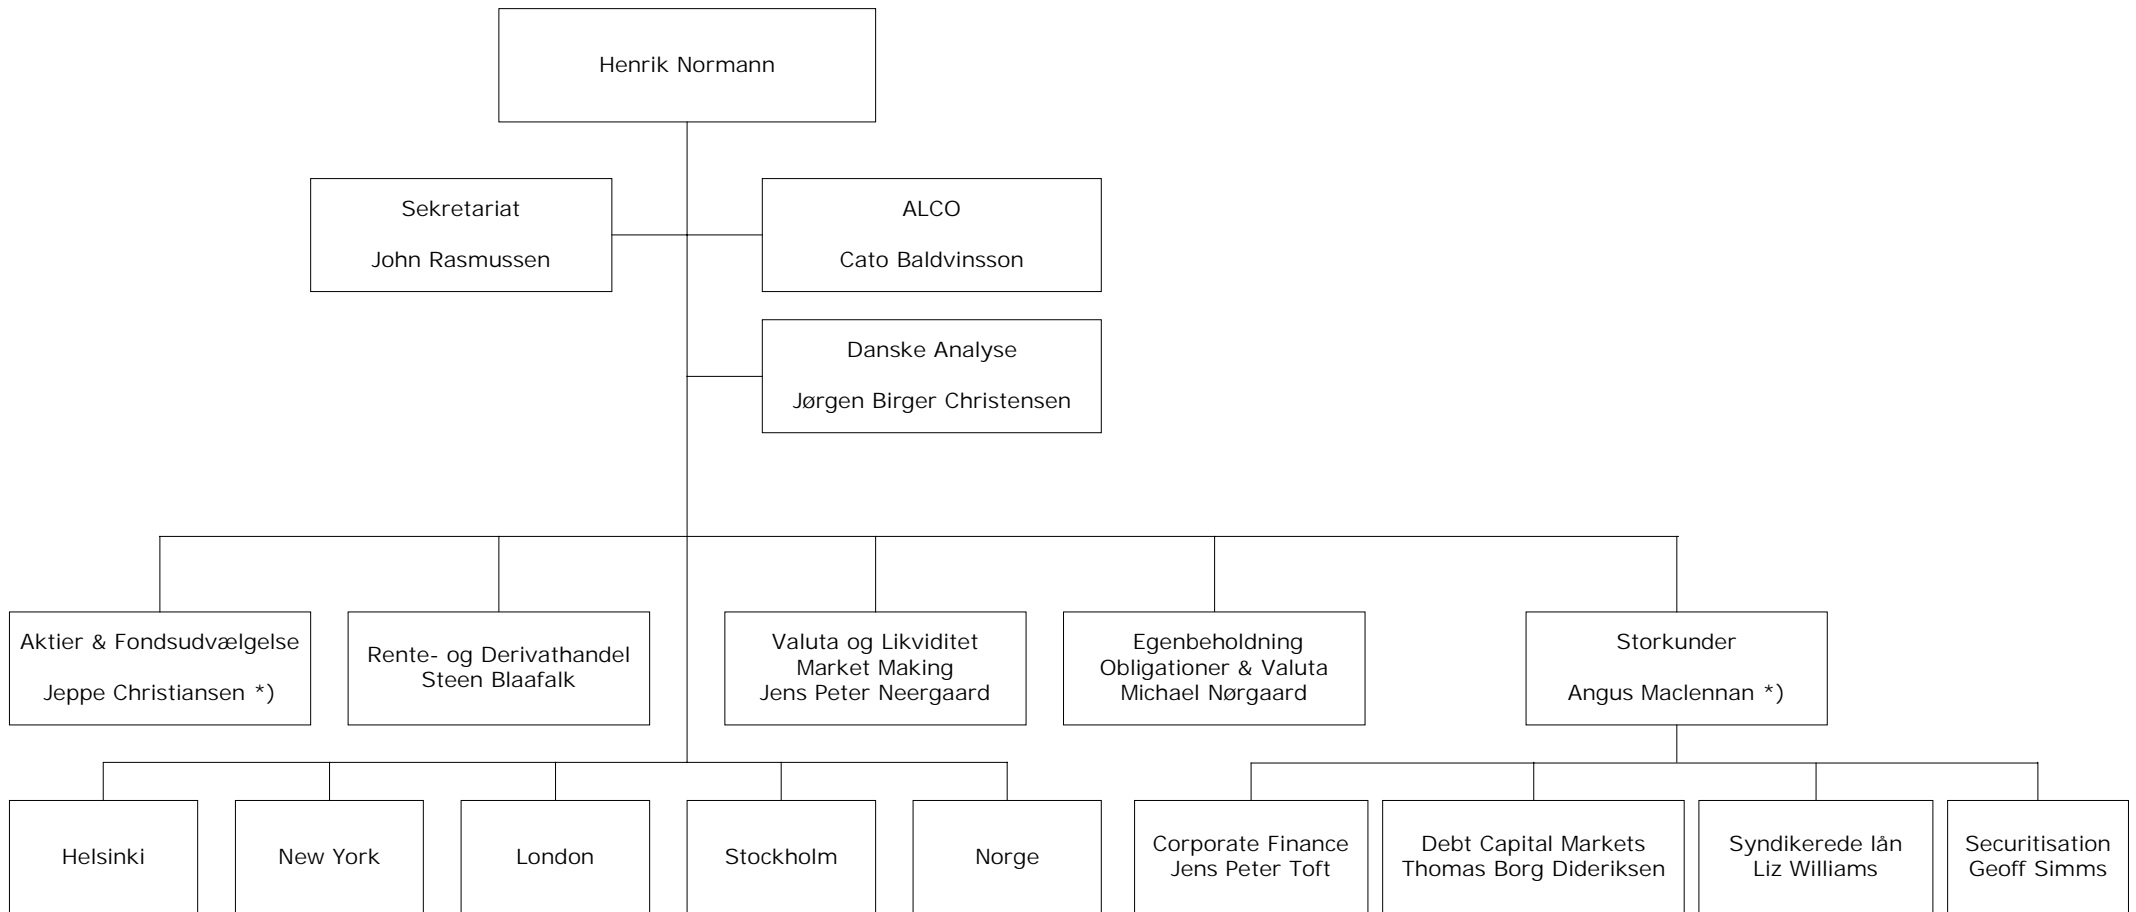 Henrik Normann
Sekretariat
John Rasmussen
ALCO
Cato Baldvinsson
Danske Analyse
Jørgen Birger Christensen
Aktier & Fondsudvælgelse
Jeppe Christiansen *)
Rente- og Derivathandel
Steen Blaafalk
Valuta og Likviditet
Market Making
Jens Peter Neergaard
Egenbeholdning
Obligationer & Valuta
Michael Nørgaard
Storkunder
Angus Maclennan *)
Helsinki
New York
London
Stockholm
Norge
Corporate Finance
Jens Peter Toft
Debt Capital Markets
Thomas Borg Dideriksen
Syndikerede lån
Liz Williams
Securitisation
Geoff Simms